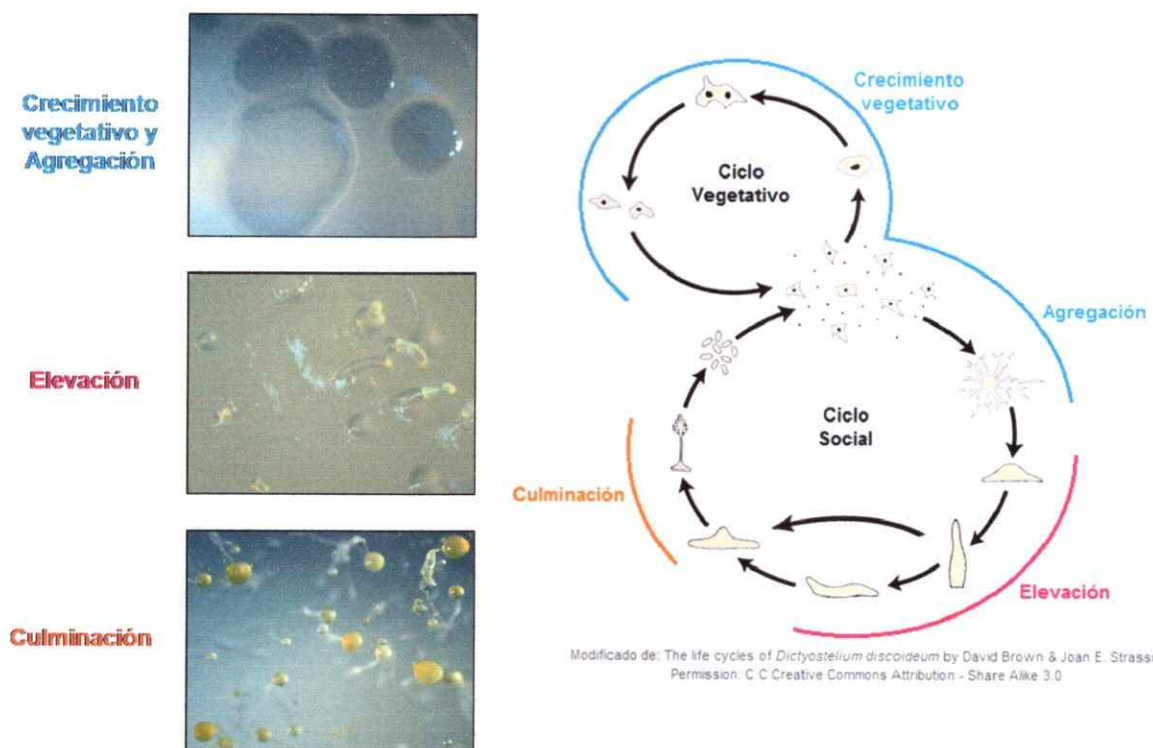 Crecimiento
vegetativo y
Agregación
Elevación
Culminación
Crecimiento
vegetativo
Ciclo
Vegetativo
Agregación
Ciclo
Social
Culminación
Elevación
Modificado de: The life cycles of Dictyostelium discoideum by David Brown & Joan E. Strass
Permission: C C Creative Commons Attribution - Share Alike 3.0